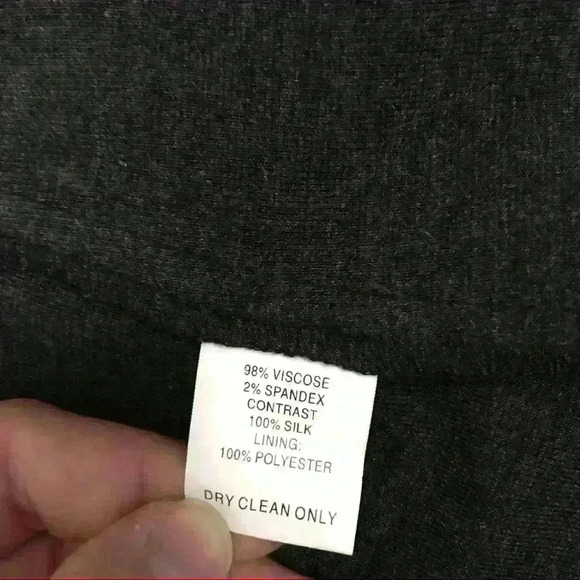 98% VISCOSE
2% SPANDEX
CONTRAST
100% SILK
LINING:
100% POLYESTER
DRY CLEAN ONLY